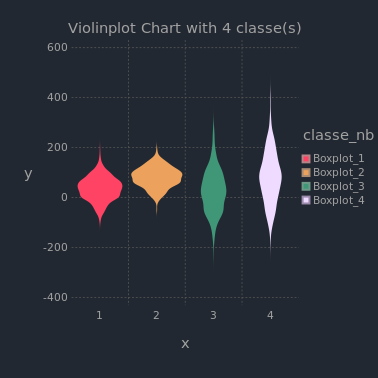 Violinplot Chart with 4 classe(s)
600
400
200
0
-200
-400
y
1 2 3 4
x
classe_nb
Boxplot_1
Boxplot_2
Boxplot_3
Boxplot_4